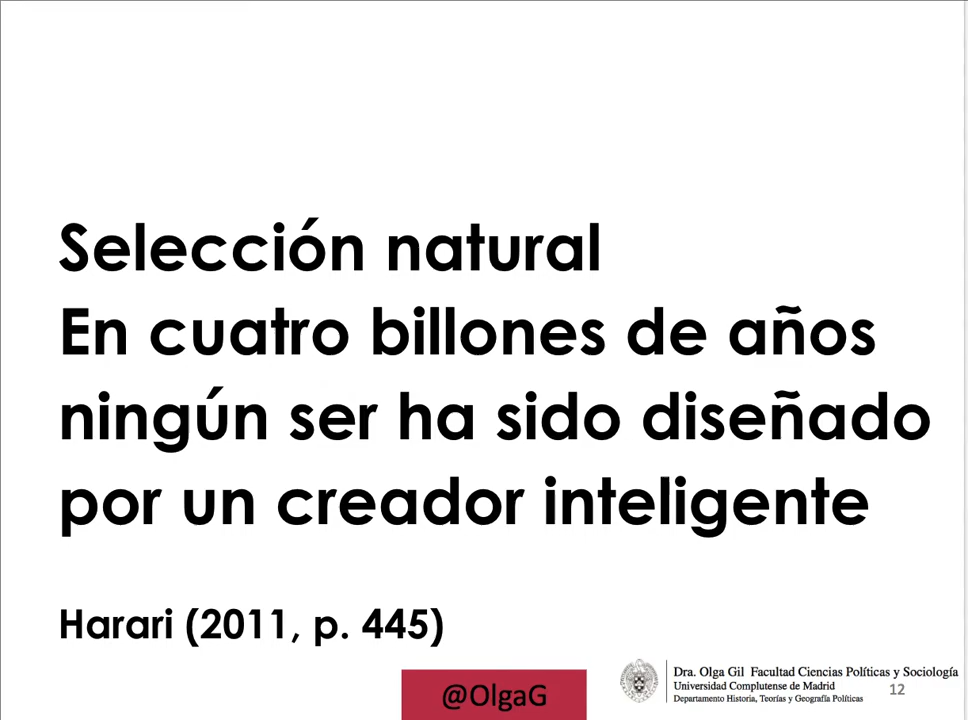 Selección natural
En cuatro billones de años
ningún ser ha sido diseñado
por un creador inteligente
Harari (2011, p. 445)
@OlgaG
Dra. Olga Gil Facultad Ciencias Políticas y Sociología
Universidad Complutense de Madrid
Departamento Historia, Teorías y Geografía Políticas
12